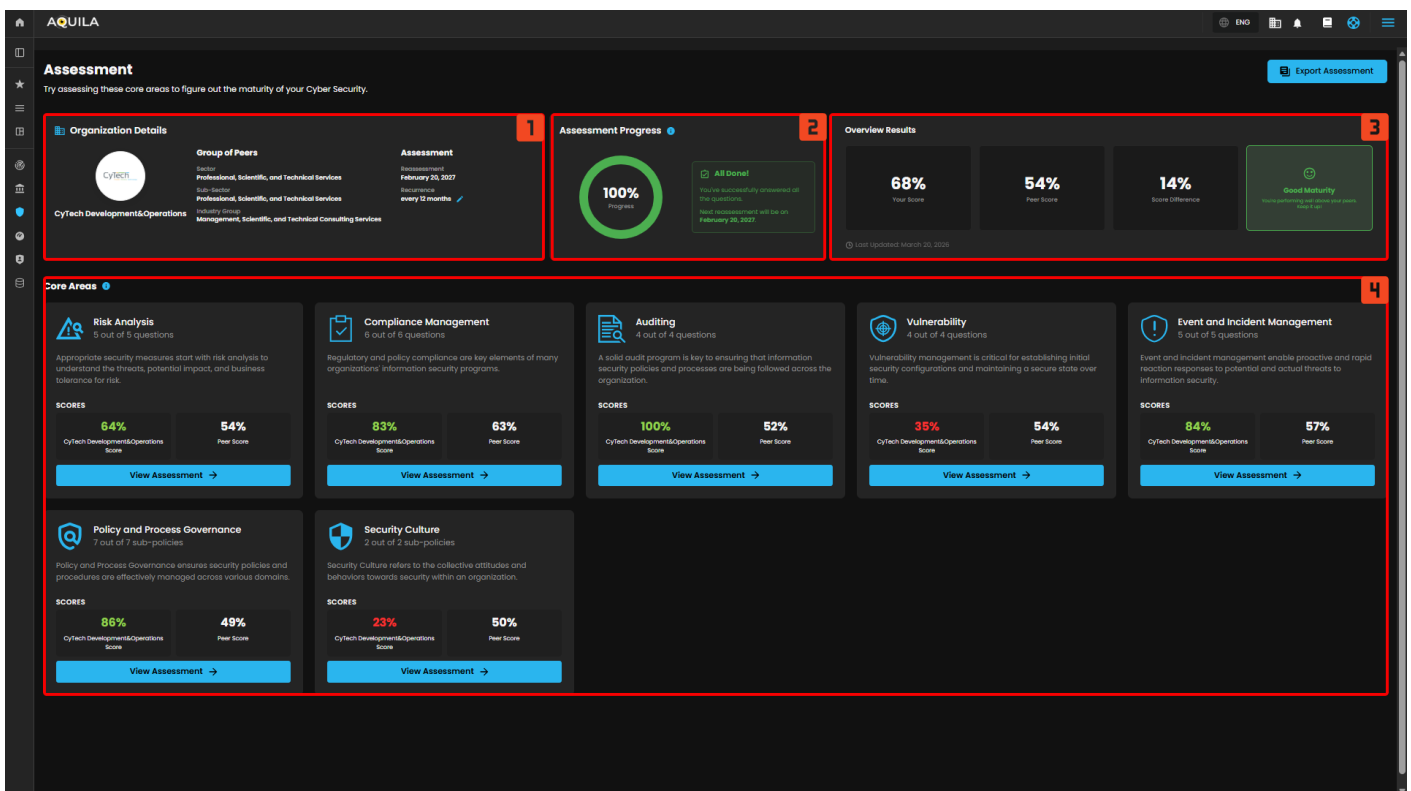 AQUILA
ENG
Assessment
Try assessing these core areas to figure out the maturity of your Cyber Security.
Export Assessment
Organization Details
1
CyTech
CyTech Development&Operations
Group of Peers
Sector
Professional, Scientific, and Technical Services
Sub-Sector
Professional, Scientific, and Technical Services
Industry Group
Management, Scientific, and Technical Consulting Services
Assessment
Reassessment
February 20, 2027
Recurrence
every 12 months
Assessment Progress
2
100%
Progress
All Done!
You've successfully answered all
the questions.
Next reassessment will be on
February 20, 2027
Overview Results
3
68%
Your Score
54%
Peer Score
14%
Score Difference
Good Maturity
You're performing well above your peers
keep it up!
Last Updated: March 20, 2026
Core Areas
4
Risk Analysis
5 out of 5 questions
Appropriate security measures start with risk analysis to
understand the threats, potential impact, and business
tolerance for risk.
SCORES
64%
CyTech Development&Operations
Score
54%
Peer Score
View Assessment →
Compliance Management
6 out of 6 questions
Regulatory and policy compliance are key elements of many
organizations' information security programs.
SCORES
83%
CyTech Development&Operations
Score
63%
Peer Score
View Assessment →
Auditing
4 out of 4 questions
A solid audit program is key to ensuring that information
security policies and processes are being followed across the
organization.
SCORES
100%
CyTech Development&Operations
Score
52%
Peer Score
View Assessment →
Vulnerability
4 out of 4 questions
Vulnerability management is critical for establishing initial
security configurations and maintaining a secure state over
time.
SCORES
35%
CyTech Development&Operations
Score
54%
Peer Score
View Assessment →
Event and Incident Management
5 out of 5 questions
Event and incident management enable proactive and rapid
reaction responses to potential and actual threats to
information security.
SCORES
84%
CyTech Development&Operations
Score
57%
Peer Score
View Assessment →
Policy and Process Governance
7 out of 7 sub-policies
Policy and Process Governance ensures security policies and
procedures are effectively managed across various domains.
SCORES
86%
CyTech Development&Operations
Score
49%
Peer Score
View Assessment →
Security Culture
2 out of 2 sub-policies
Security Culture refers to the collective attitudes and
behaviors towards security within an organization.
SCORES
23%
CyTech Development&Operations
Score
50%
Peer Score
View Assessment →